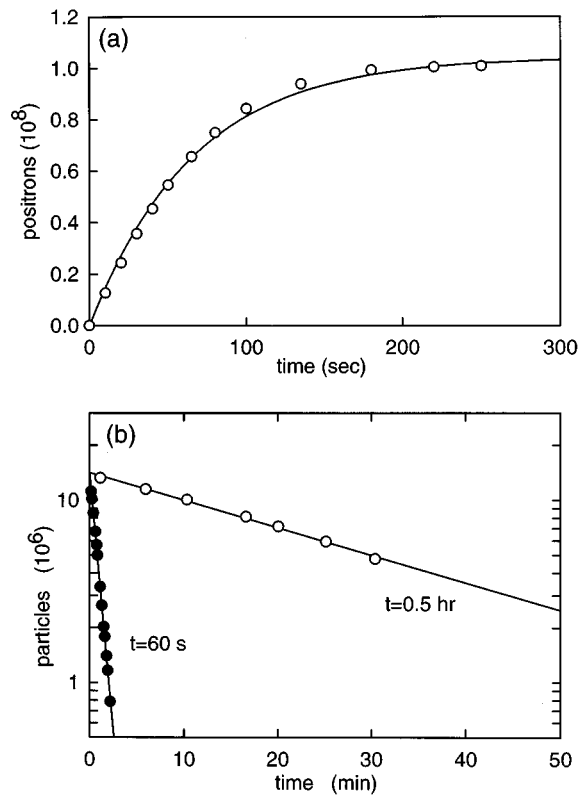 (a)
1.2
1.0
0.8
0.6
0.4
0.2
0.0
positrons (10^8)
0 100 200 300
time (sec)
(b)
10
1
particles (10^6)
t=0.5 hr
t=60 s
0 10 20 30 40 50
time (min)